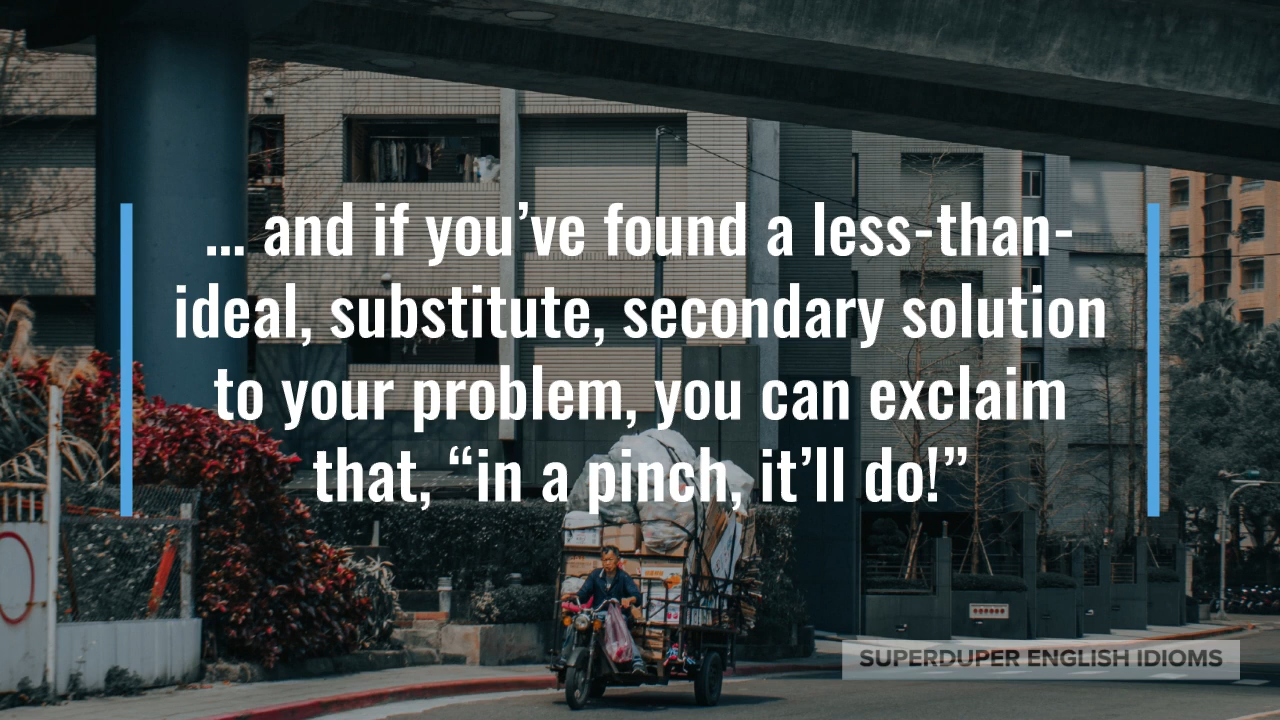 ... and if you’ve found a less-than-
ideal, substitute, secondary solution
to your problem, you can exclaim
that, “in a pinch, it’ll do!”
SUPERDUPER ENGLISH IDIOMS